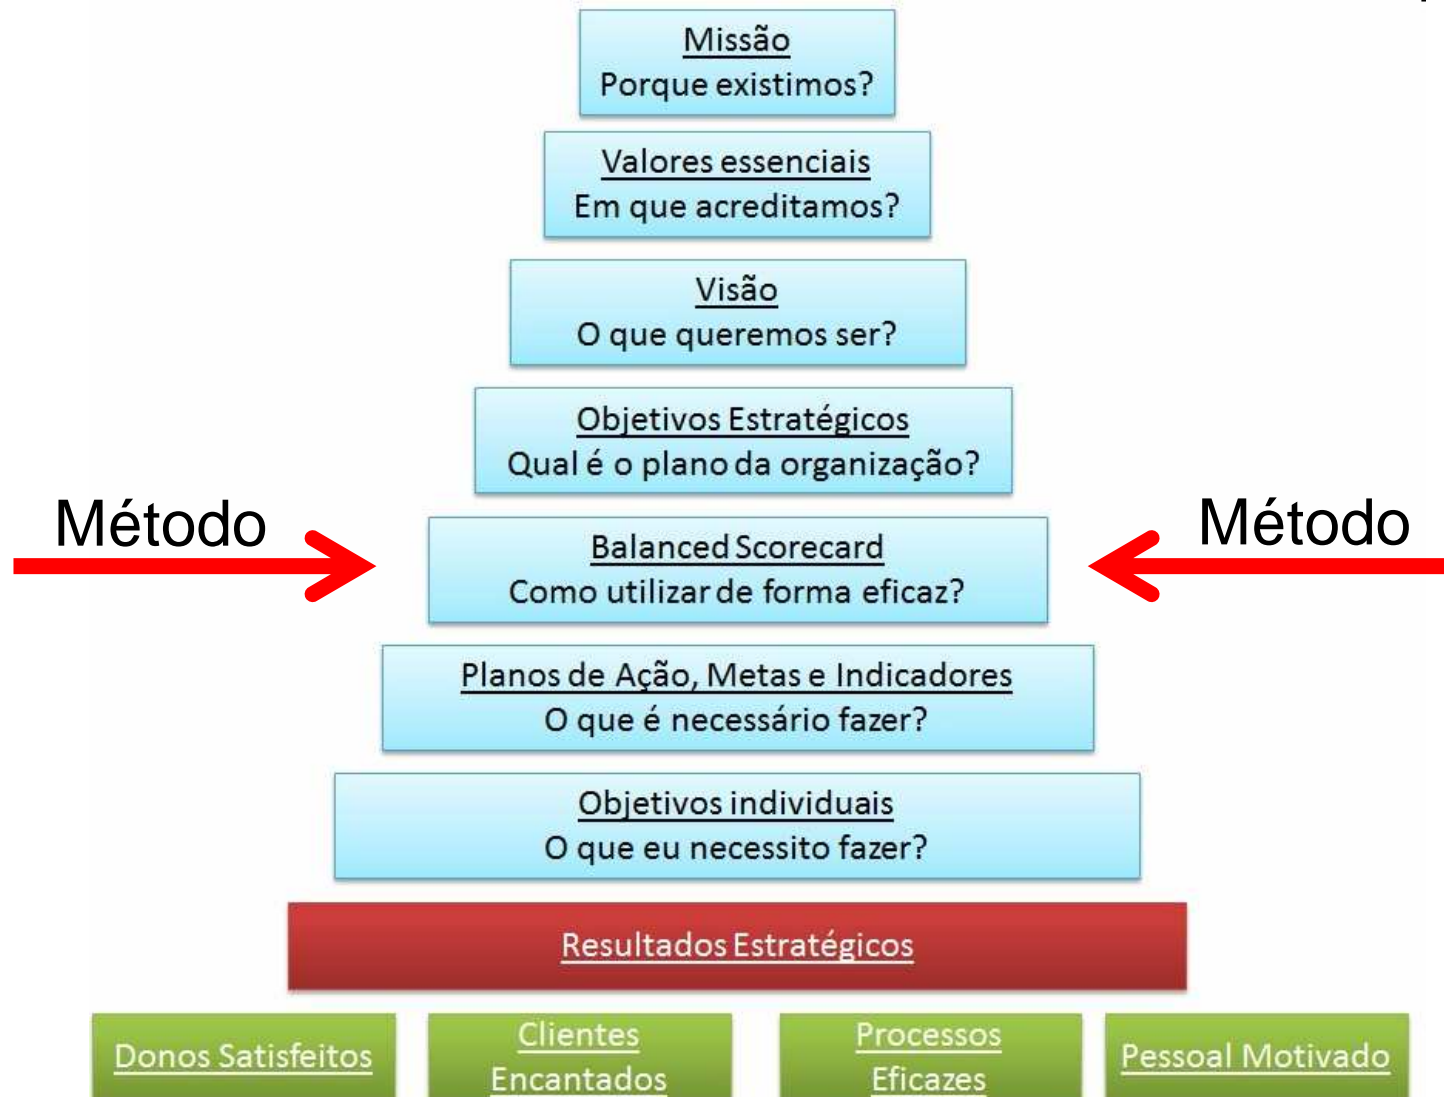 Missão
Porque existimos?
Valores essenciais
Em que acreditamos?
Visão
O que queremos ser?
Objetivos Estratégicos
Qual é o plano da organização?
Método
Método
Balanced Scorecard
Como utilizar de forma eficaz?
Planos de Ação, Metas e Indicadores
O que é necessário fazer?
Objetivos individuais
O que eu necessito fazer?
Resultados Estratégicos
Donos Satisfeitos
Clientes
Encantados
Processos
Eficazes
Pessoal Motivado